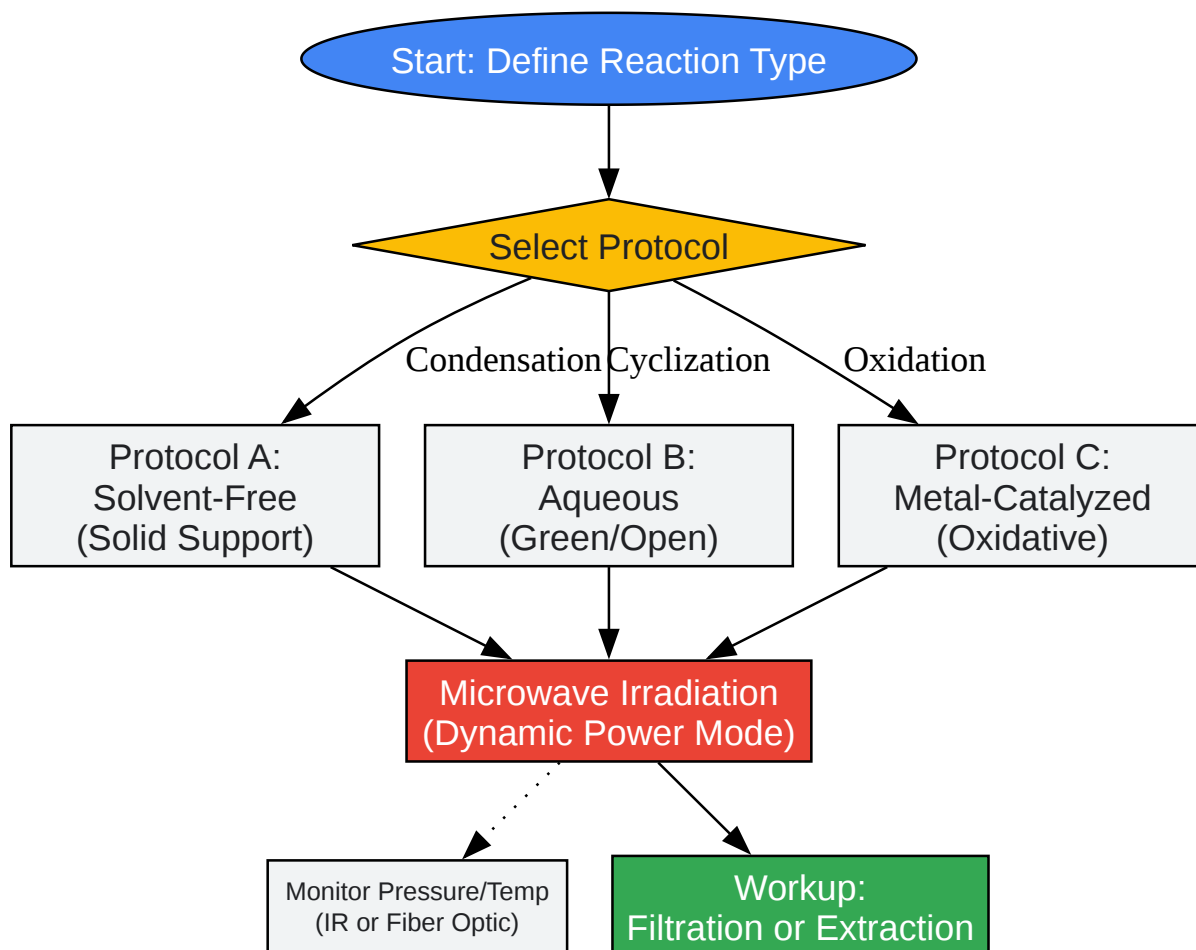 Start: Define Reaction Type
Select Protocol
Condensation
Cyclization
Oxidation
Protocol A:
Solvent-Free
(Solid Support)
Protocol B:
Aqueous
(Green/Open)
Protocol C:
Metal-Catalyzed
(Oxidative)
Microwave Irradiation
(Dynamic Power Mode)
Monitor Pressure/Temp
(IR or Fiber Optic)
Workup:
Filtration or Extraction